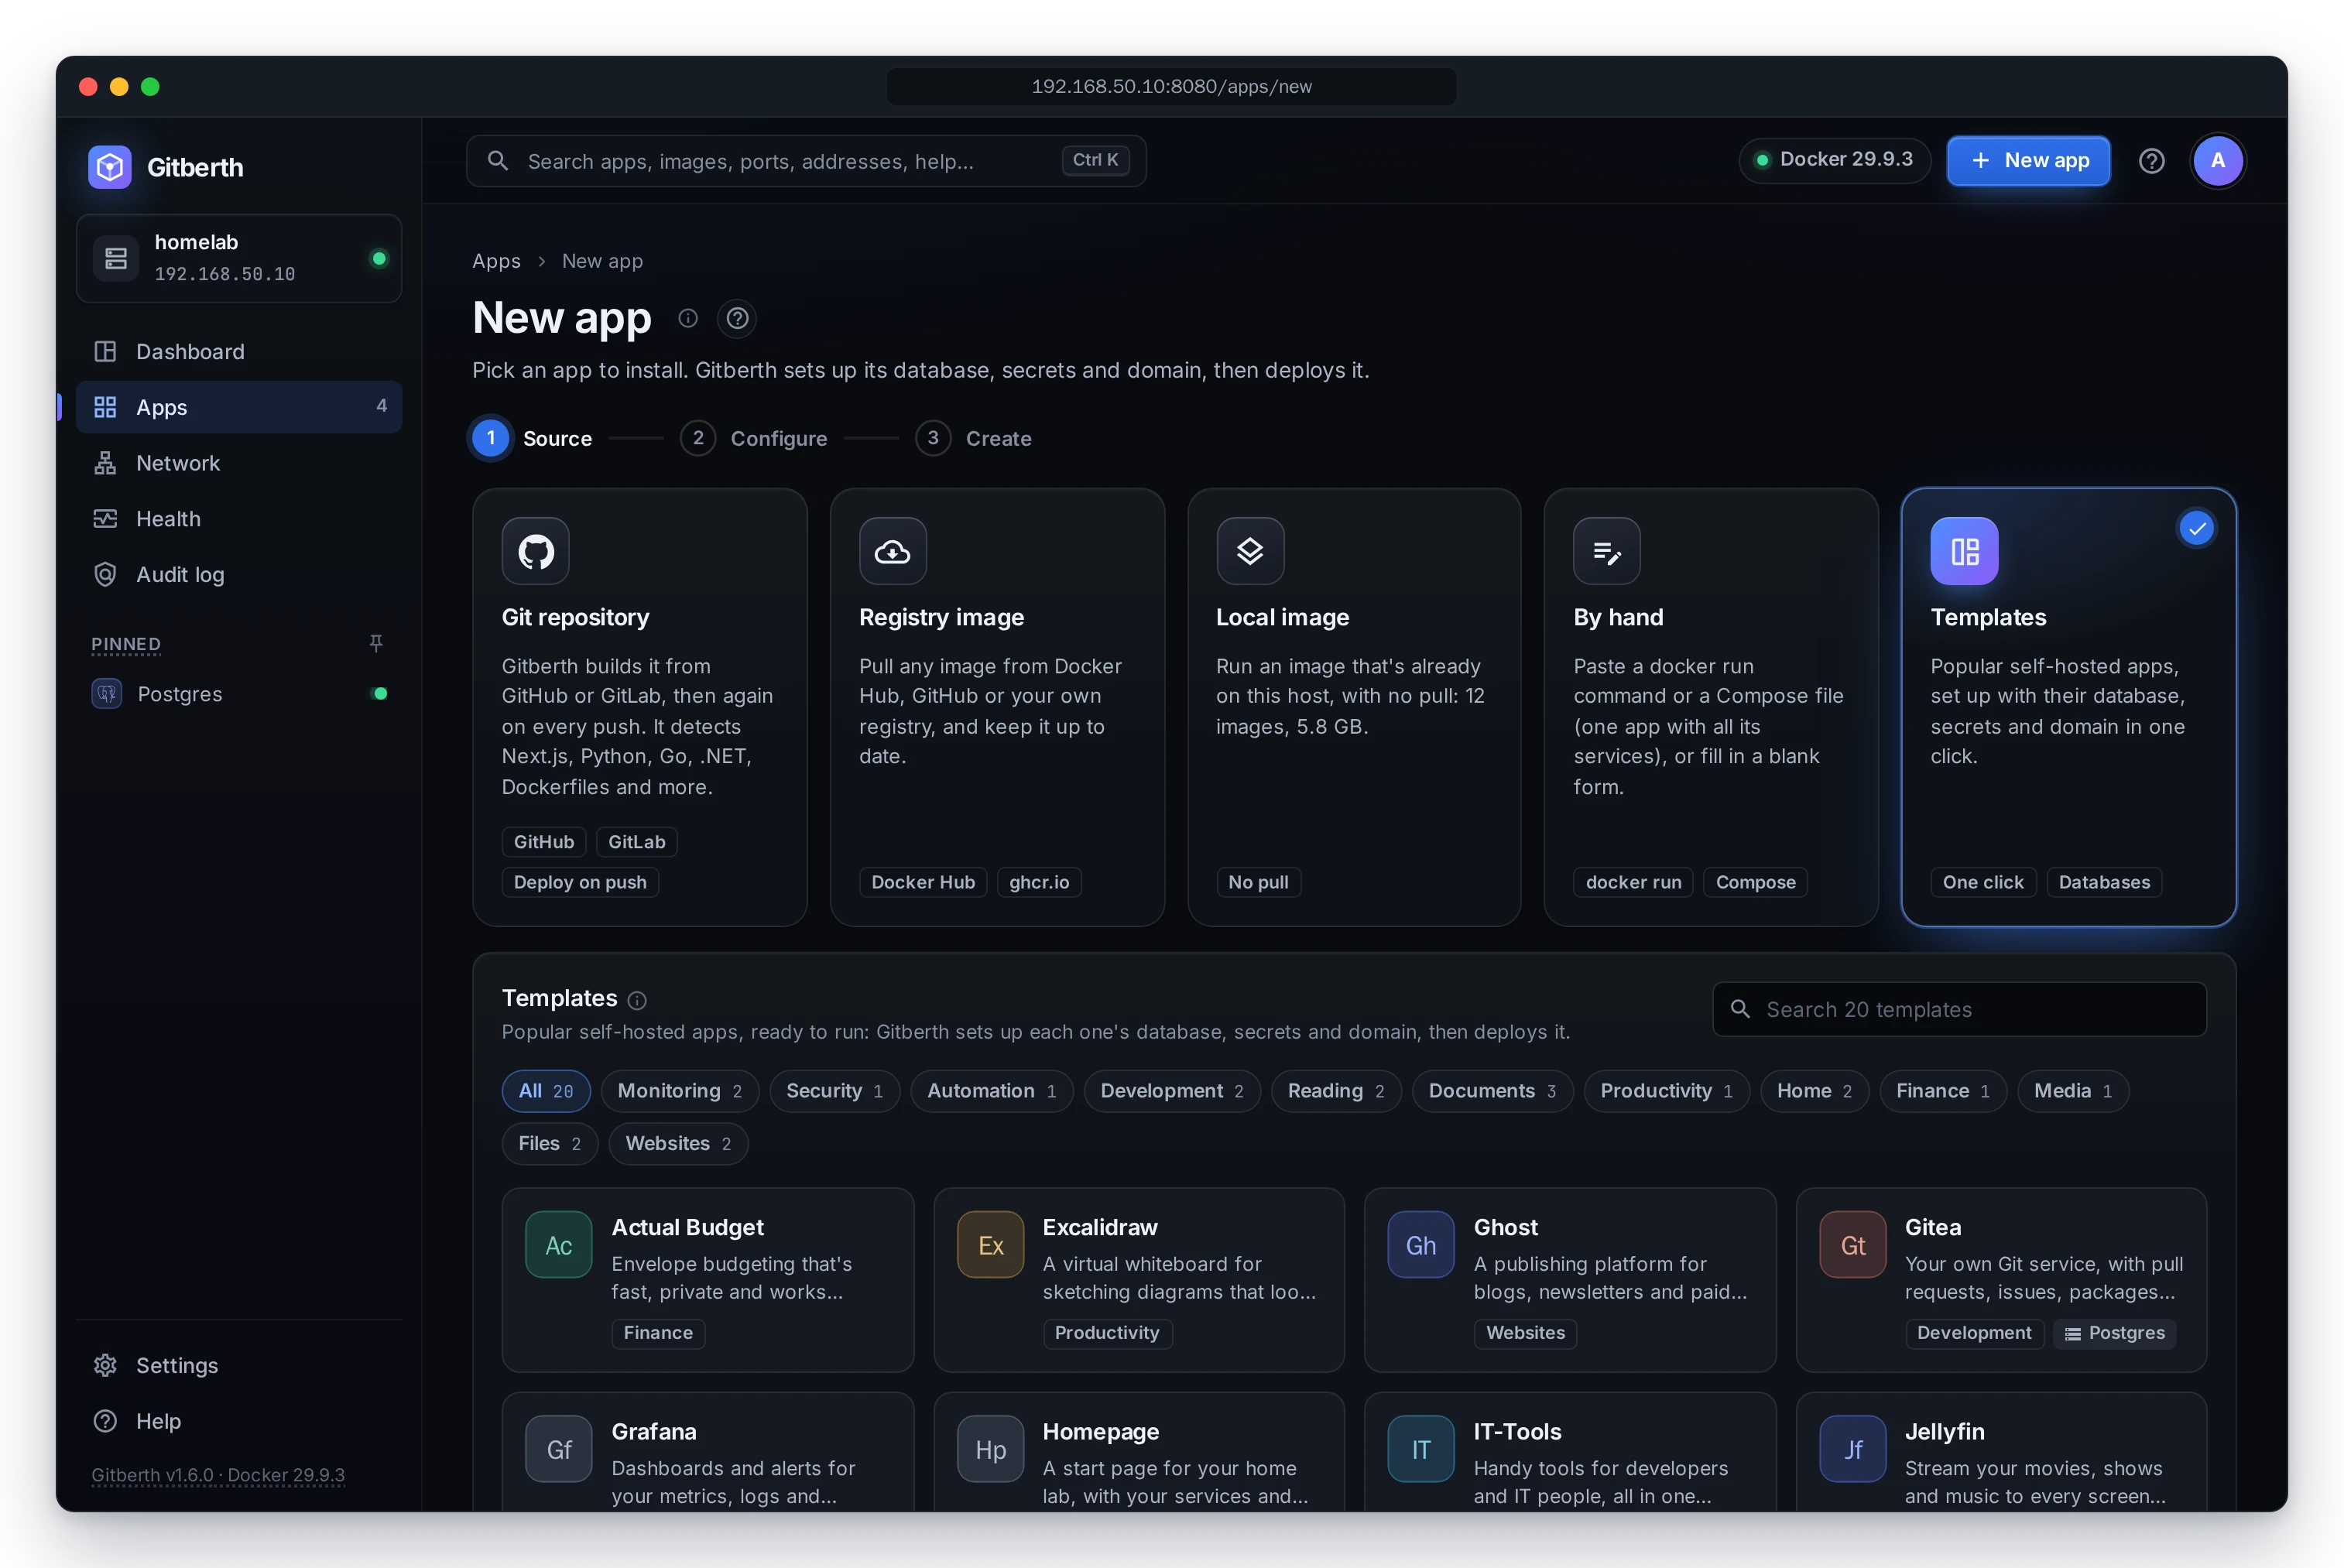 192.168.50.10:8080/apps/new
Gitberth
homelab
192.168.50.10
Dashboard
Apps 4
Network
Health
Audit log
PINNED
Postgres
Settings
Help
Gitberth v1.6.0 · Docker 29.9.3
Search apps, images, ports, addresses, help... Ctrl K
Docker 29.9.3
+ New app
A
Apps > New app
New app
Pick an app to install. Gitberth sets up its database, secrets and domain, then deploys it.
1 Source 2 Configure 3 Create
Git repository
Gitberth builds it from
GitHub or GitLab, then again
on every push. It detects
Next.js, Python, Go, .NET,
Dockerfiles and more.
GitHub GitLab
Deploy on push
Registry image
Pull any image from Docker
Hub, GitHub or your own
registry, and keep it up to
date.
Docker Hub ghcr.io
Local image
Run an image that's already
on this host, with no pull: 12
images, 5.8 GB.
No pull
By hand
Paste a docker run
command or a Compose file
(one app with all its
services), or fill in a blank
form.
docker run Compose
Templates
Popular self-hosted apps,
set up with their database,
secrets and domain in one
click.
One click Databases
Templates
Popular self-hosted apps, ready to run: Gitberth sets up each one's database, secrets and domain, then deploys it.
Search 20 templates
All 20 Monitoring 2 Security 1 Automation 1 Development 2 Reading 2 Documents 3 Productivity 1 Home 2 Finance 1 Media 1
Files 2 Websites 2
Ac
Actual Budget
Envelope budgeting that's
fast, private and works...
Finance
Ex
Excalidraw
A virtual whiteboard for
sketching diagrams that loo...
Productivity
Gh
Ghost
A publishing platform for
blogs, newsletters and paid...
Websites
Gt
Gitea
Your own Git service, with pull
requests, issues, packages...
Development Postgres
Gf
Grafana
Dashboards and alerts for
your metrics, logs and...
Hp
Homepage
A start page for your home
lab, with your services and...
IT
IT-Tools
Handy tools for developers
and IT people, all in one...
Jf
Jellyfin
Stream your movies, shows
and music to every screen...